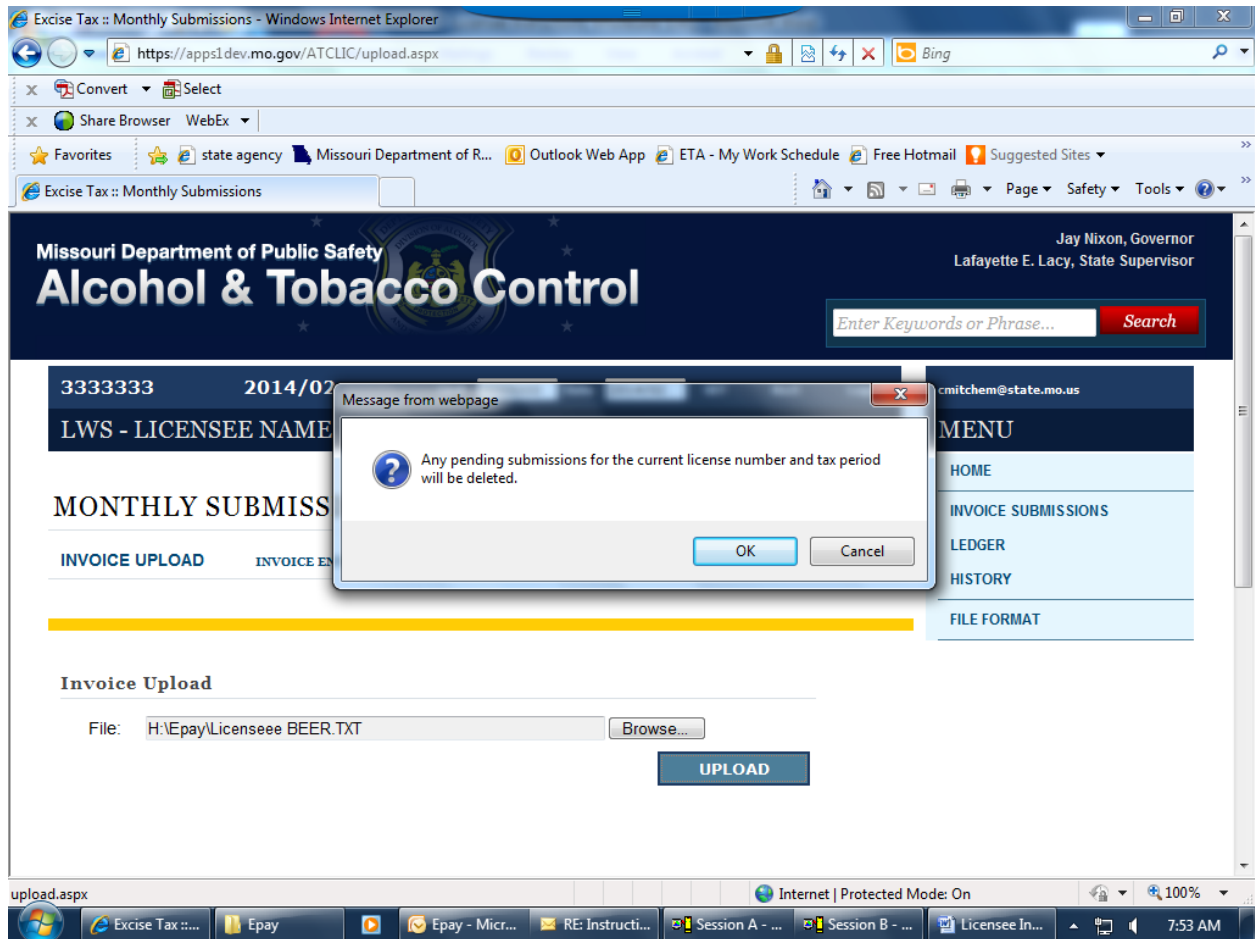 Excise Tax :: Monthly Submissions - Windows Internet Explorer
https://apps1dev.mo.gov/ATCLIC/upload.aspx
Bing
x Convert Select
x Share Browser WebEx
Favorites state agency Missouri Department of R... Outlook Web App ETA - My Work Schedule Free Hotmail Suggested Sites
Excise Tax :: Monthly Submissions
Page Safety Tools
Missouri Department of Public Safety
Alcohol & Tobacco Control
Jay Nixon, Governor
Lafayette E. Lacy, State Supervisor
Enter Keywords or Phrase...
Search
3333333 2014/02
cmitchem@state.mo.us
LWS - LICENSEE NAME
Message from webpage
Any pending submissions for the current license number and tax period
will be deleted.
OK Cancel
MENU
HOME
INVOICE SUBMISSIONS
LEDGER
HISTORY
FILE FORMAT
MONTHLY SUBMISS
INVOICE UPLOAD INVOICE EN
Invoice Upload
File: H:\Epay\Licenseee BEER.TXT Browse...
UPLOAD
upload.aspx
Internet | Protected Mode: On
100%
Excise Tax ::... Epay Epay - Micr... RE: Instructi... Session A - ... Session B - ... Licensee In... 7:53 AM